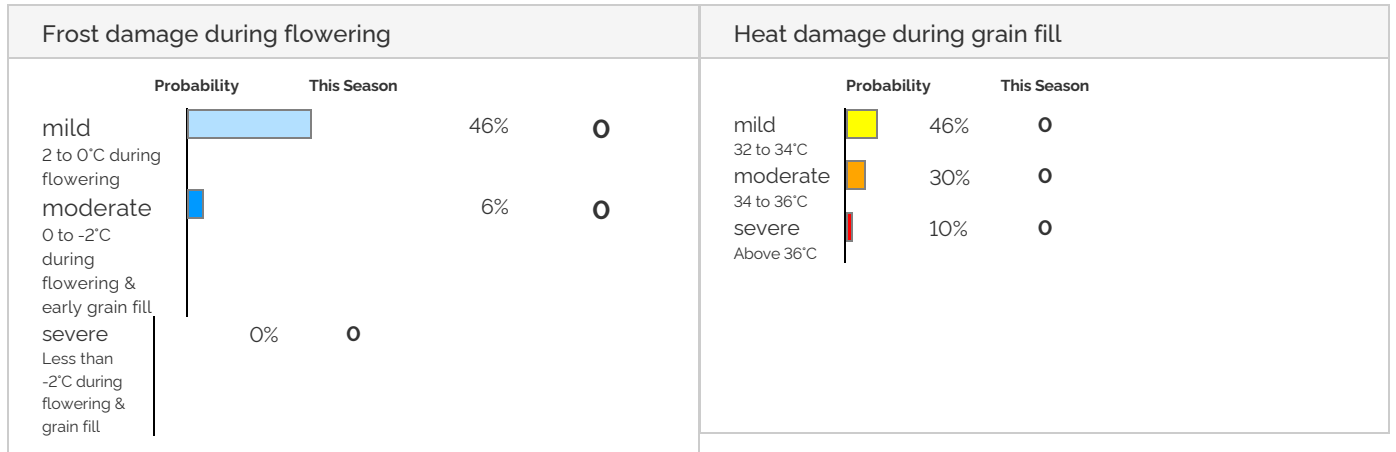 Frost damage during flowering
Probability This Season
mild 46% 0
2 to 0°C during
flowering
moderate 6% 0
0 to -2°C
during
flowering &
early grain fill
severe 0% 0
Less than
-2°C during
flowering &
grain fill
Heat damage during grain fill
Probability This Season
mild 46% 0
32 to 34°C
moderate 30% 0
34 to 36°C
severe 10% 0
Above 36°C